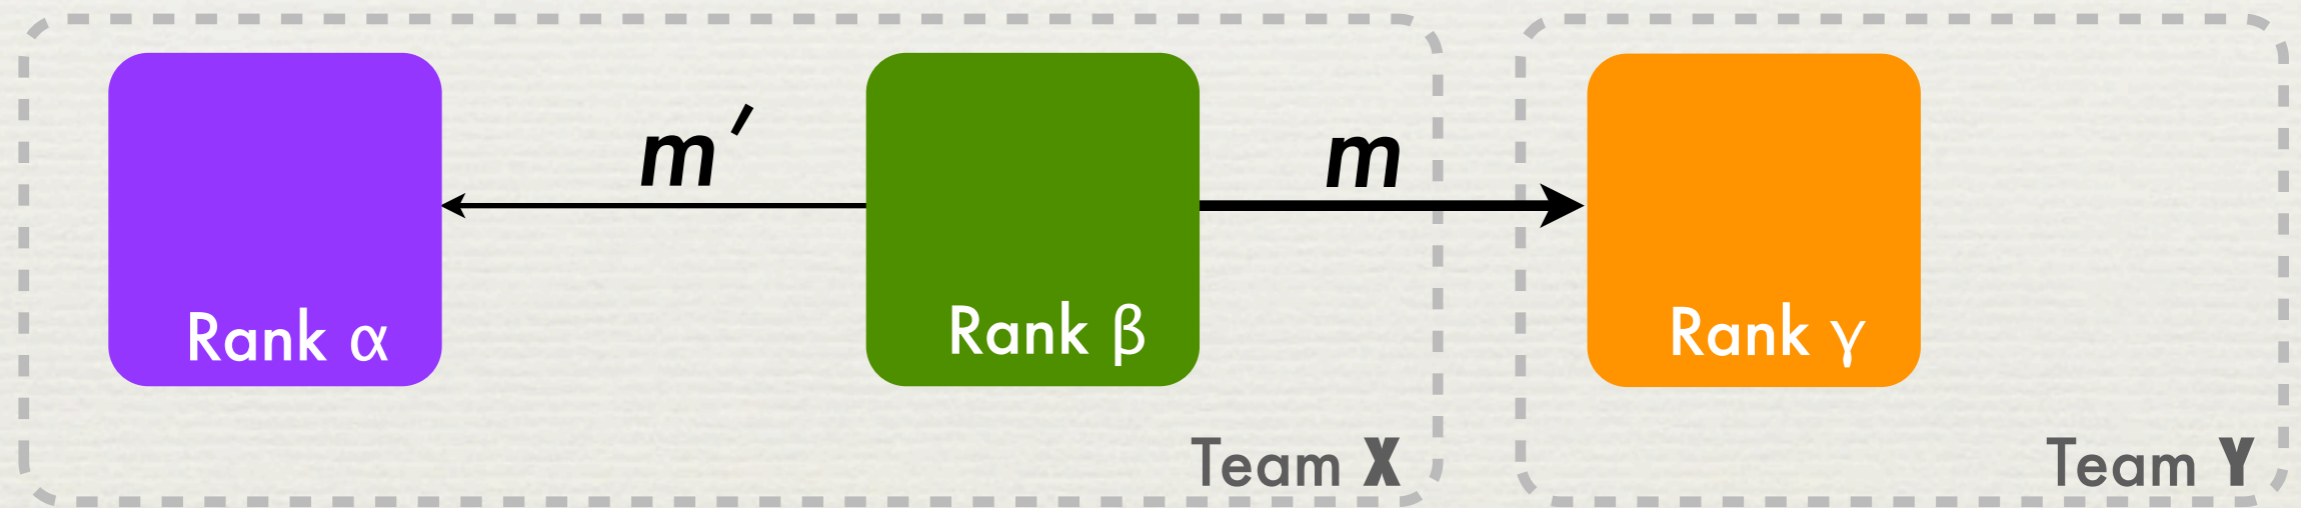 m′
m
Rank α
Rank β
Rank γ
Team X
Team Y